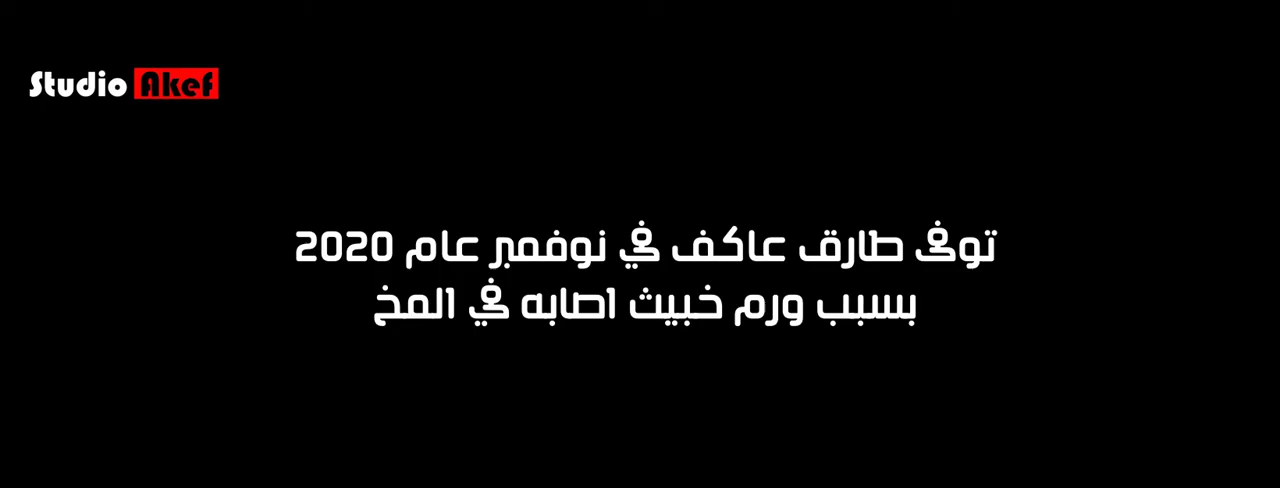 Studio Akef
توفى طارق عاكف في نوفمبر عام 2020
بسبب ورم خبيث اصابه في المخ